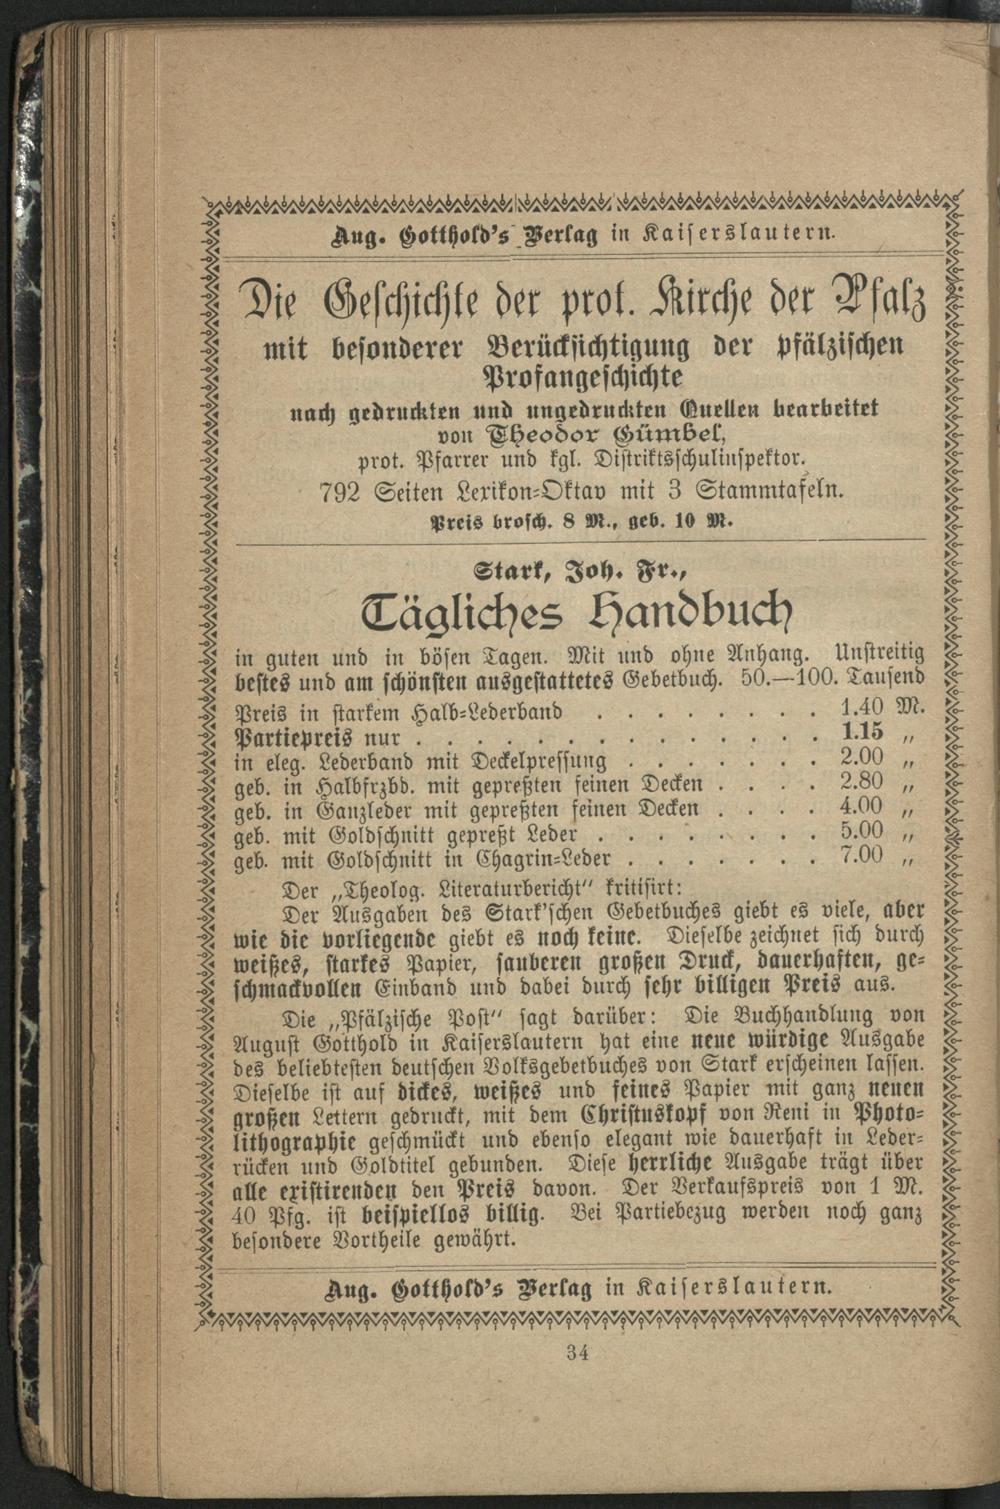 Aug. Gotthold's Verlag in Kaiserslautern.
Die Geschichte der prot. Kirche der Pfalz
mit besonderer Berücksichtigung der pfälzischen
Profangeschichte
nach gedruckten und ungedruckten Quellen bearbeitet
von Theodor Gümbel,
prot. Pfarrer und kgl. Distriktsschulinspektor.
792 Seiten Lexikon=Oktav mit 3 Stammtafeln.
Preis brosch. 8 M., geb. 10 M.
Stark, Joh. Fr.,
Tägliches Handbuch
in guten und in bösen Tagen. Mit und ohne Anhang. Unstreitig
bestes und am schönsten ausgestattetes Gebetbuch. 50.—100. Tausend
Preis in starkem Halb=Lederband . . . . . . . . 1.40 M.
Partiepreis nur . . . . . . . . . . . . . . 1.15 „
in eleg. Lederband mit Deckelpressung . . . . . . . 2.00 „
geb. in Halbfrzbd. mit gepreßten feinen Decken . . . . 2.80 „
geb. in Ganzleder mit gepreßten feinen Decken . . . . 4.00 „
geb. mit Goldschnitt gepreßt Leder . . . . . . . . 5.00 „
geb. mit Goldschnitt in Chagrin=Leder . . . . . . . 7.00 „
Der „Theolog. Literaturbericht“ kritisirt:
Der Ausgaben des Stark'schen Gebetbuches giebt es viele, aber
wie die vorliegende giebt es noch keine. Dieselbe zeichnet sich durch
weißes, starkes Papier, sauberen großen Druck, dauerhaften, ge=
schmackvollen Einband und dabei durch sehr billigen Preis aus.
Die „Pfälzische Post“ sagt darüber: Die Buchhandlung von
August Gotthold in Kaiserslautern hat eine neue würdige Ausgabe
des beliebtesten deutschen Volksgebetbuches von Stark erscheinen lassen.
Dieselbe ist auf dickes, weißes und feines Papier mit ganz neuen
großen Lettern gedruckt, mit dem Christuskopf von Reni in Photo=
lithographie geschmückt und ebenso elegant wie dauerhaft in Leder=
rücken und Goldtitel gebunden. Diese herrliche Ausgabe trägt über
alle existirenden den Preis davon. Der Verkaufspreis von 1 M.
40 Pfg. ist beispiellos billig. Bei Partiebezug werden noch ganz
besondere Vortheile gewährt.
Aug. Gotthold's Verlag in Kaiserslautern.
34